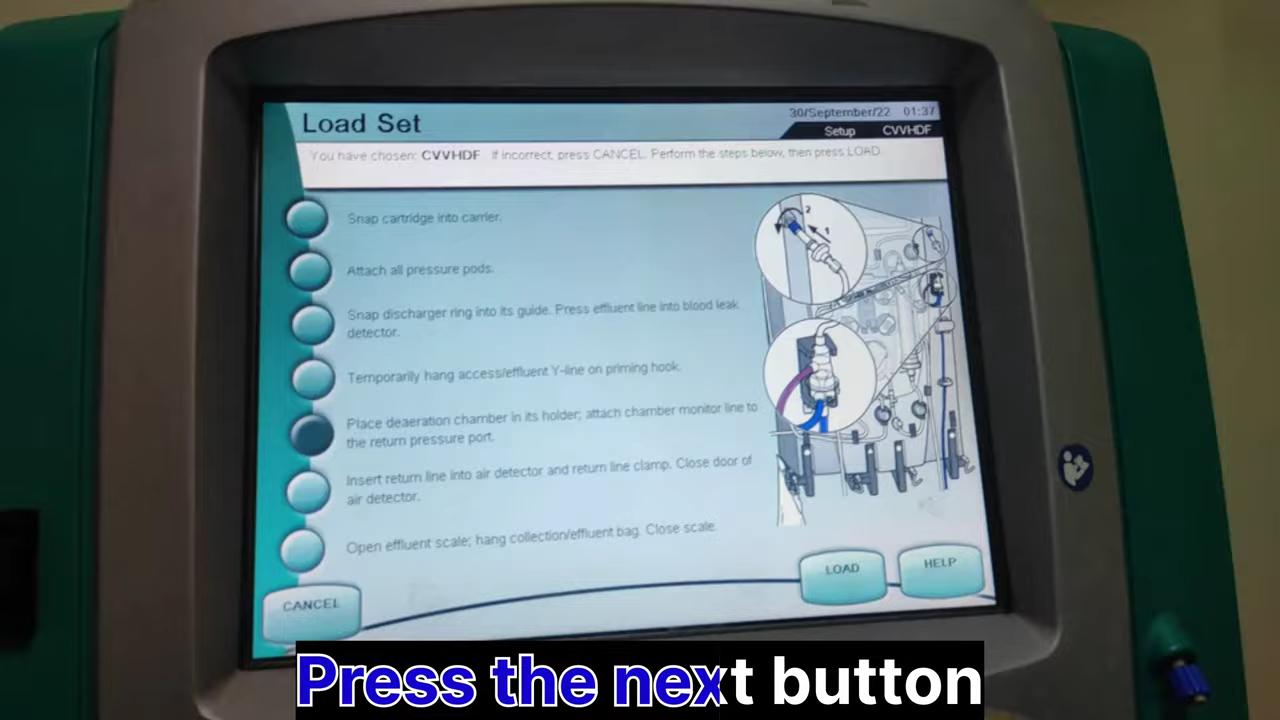 Load Set
30/September/22 01:37
Setup CVVHDF
You have chosen: CVVHDF If incorrect, press CANCEL. Perform the steps below, then press LOAD.
Snap cartridge into carrier.
Attach all pressure pods.
Snap discharger ring into its guide. Press effluent line into blood leak
detector.
Temporarily hang access/effluent Y-line on priming hook.
Place deaeration chamber in its holder; attach chamber monitor line to
the return pressure port.
Insert return line into air detector and return line clamp. Close door of
air detector.
Open effluent scale; hang collection/effluent bag. Close scale.
2
1
CANCEL
LOAD
HELP
Press the next button